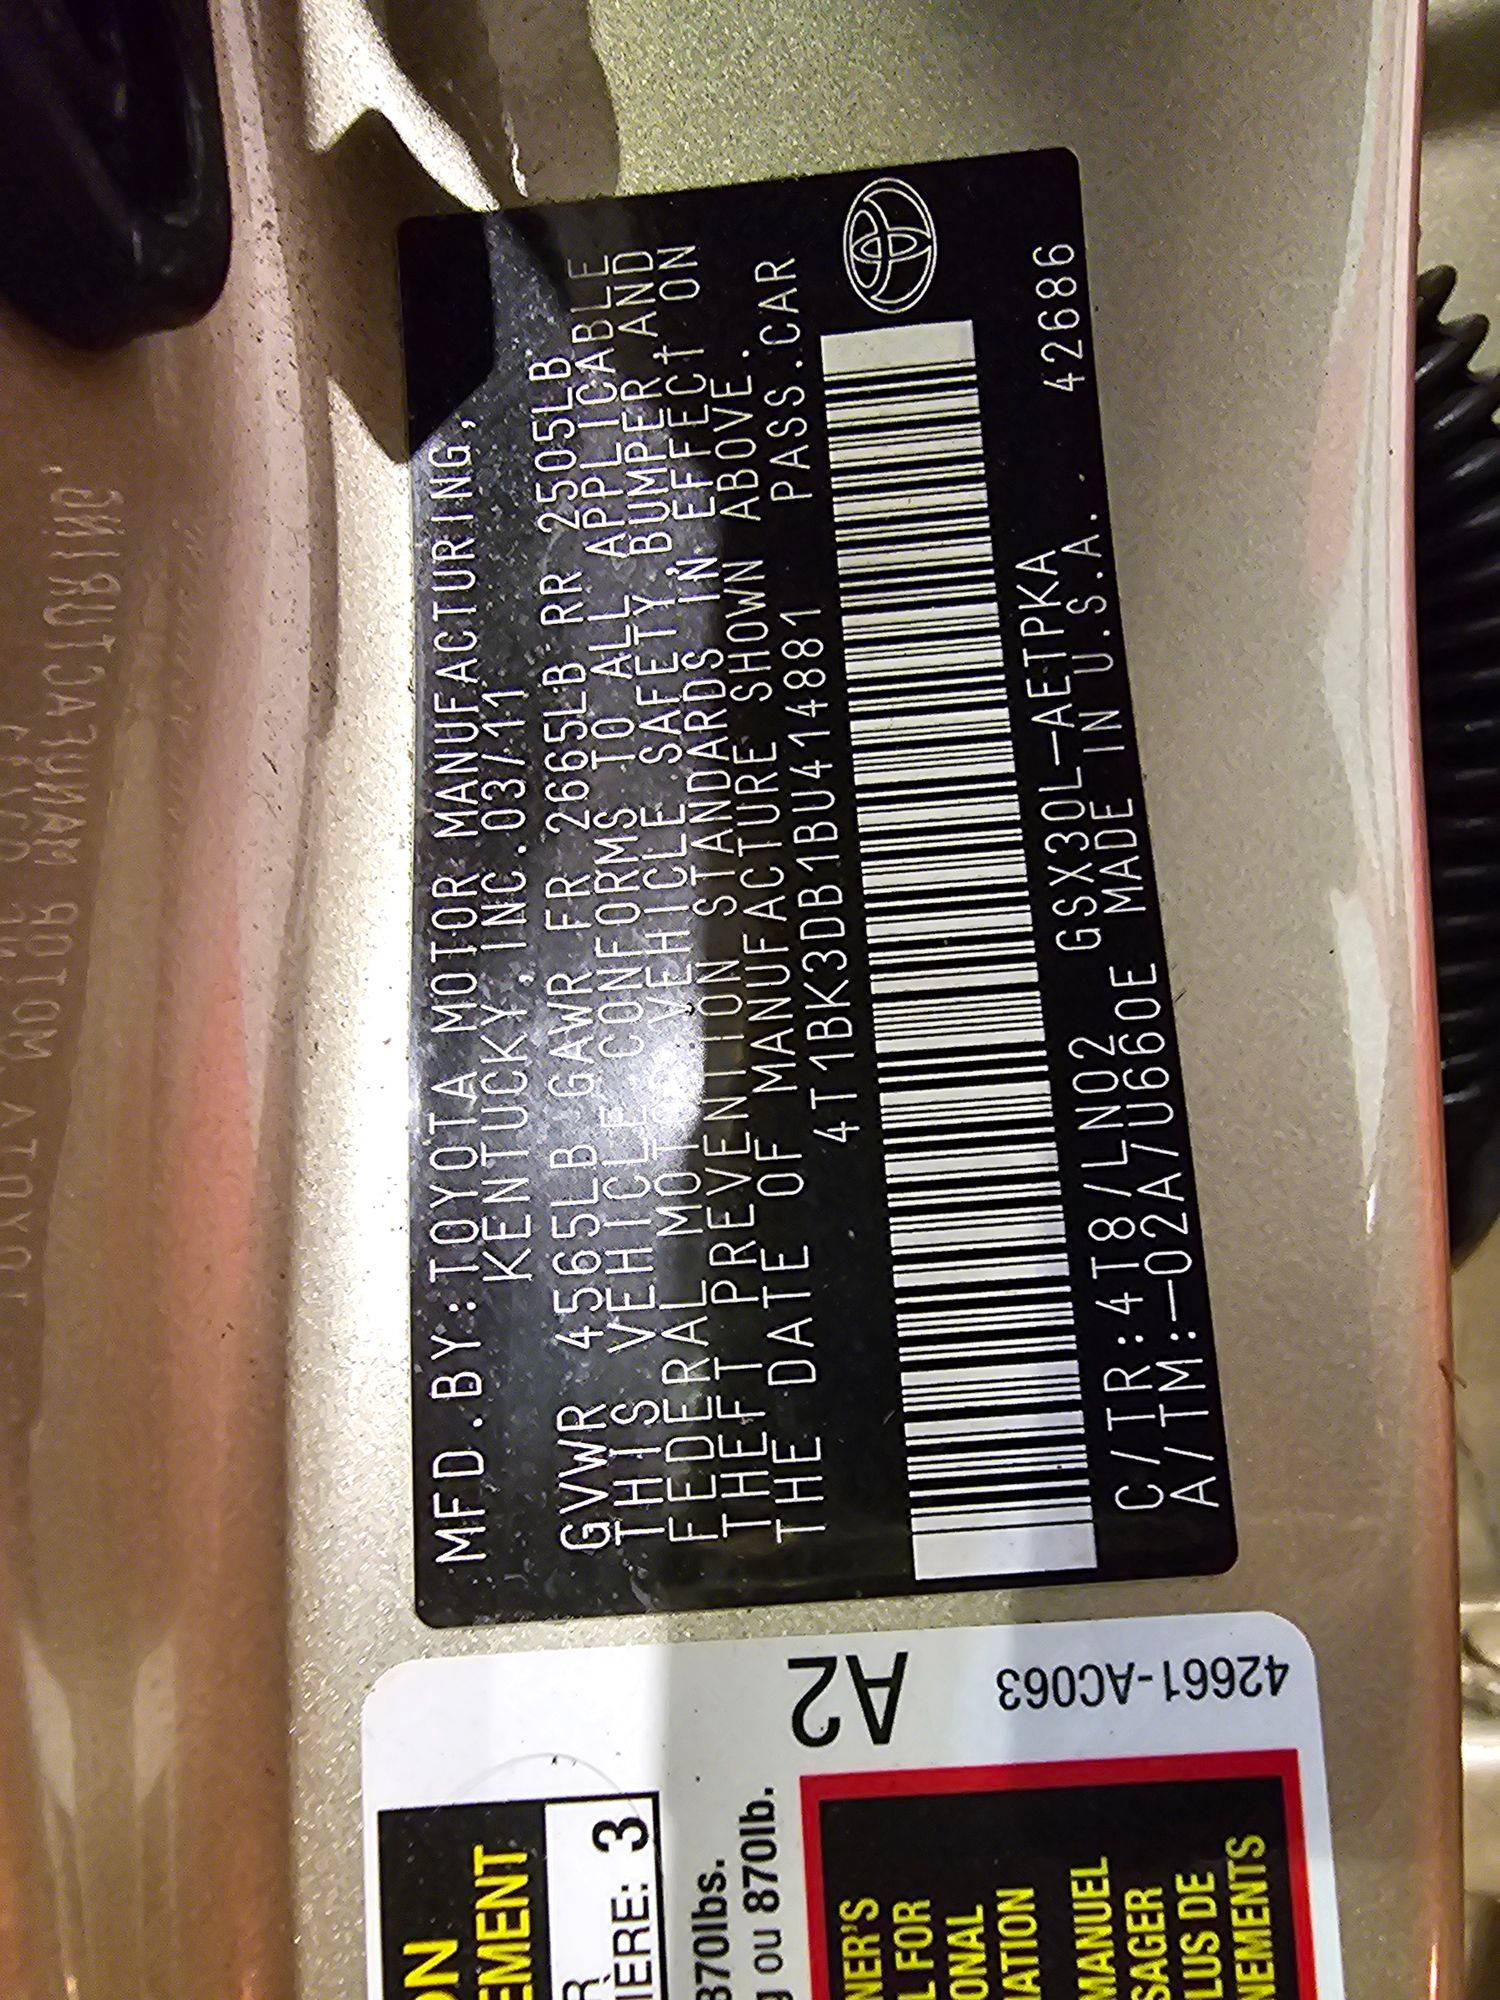 MFD.BY:TOYOTA MOTOR MANUFACTURING,
KENTUCKY,INC.03/11
GVWR 4565LB GAWR FR 2665LB RR 2505LB
THIS VEHICLE CONFORMS TO ALL APPLICABLE
FEDERAL MOTOR VEHICLE SAFETY,BUMPER AND
THEFT PREVENTION STANDARDS IN EFFECT ON
THE DATE OF MANUFACTURE SHOWN ABOVE.
4T1BK3DB1BU414881 PASS.CAR
C/TR:4T8/LN02 GSX30L-AETPKA 42686
A/TM:-02A/U660E MADE IN U.S.A.
A2
42661-AC063
3
870lbs.
ou 870lb.
L FOR
MANUEL
DE